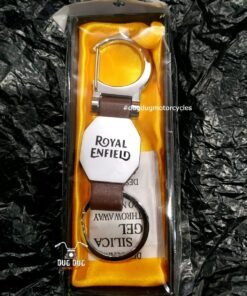 #dugdugmotorcycles
ROYAL
ENFIELD
SILICA
GEL
THROW AWAY
DUG DUG